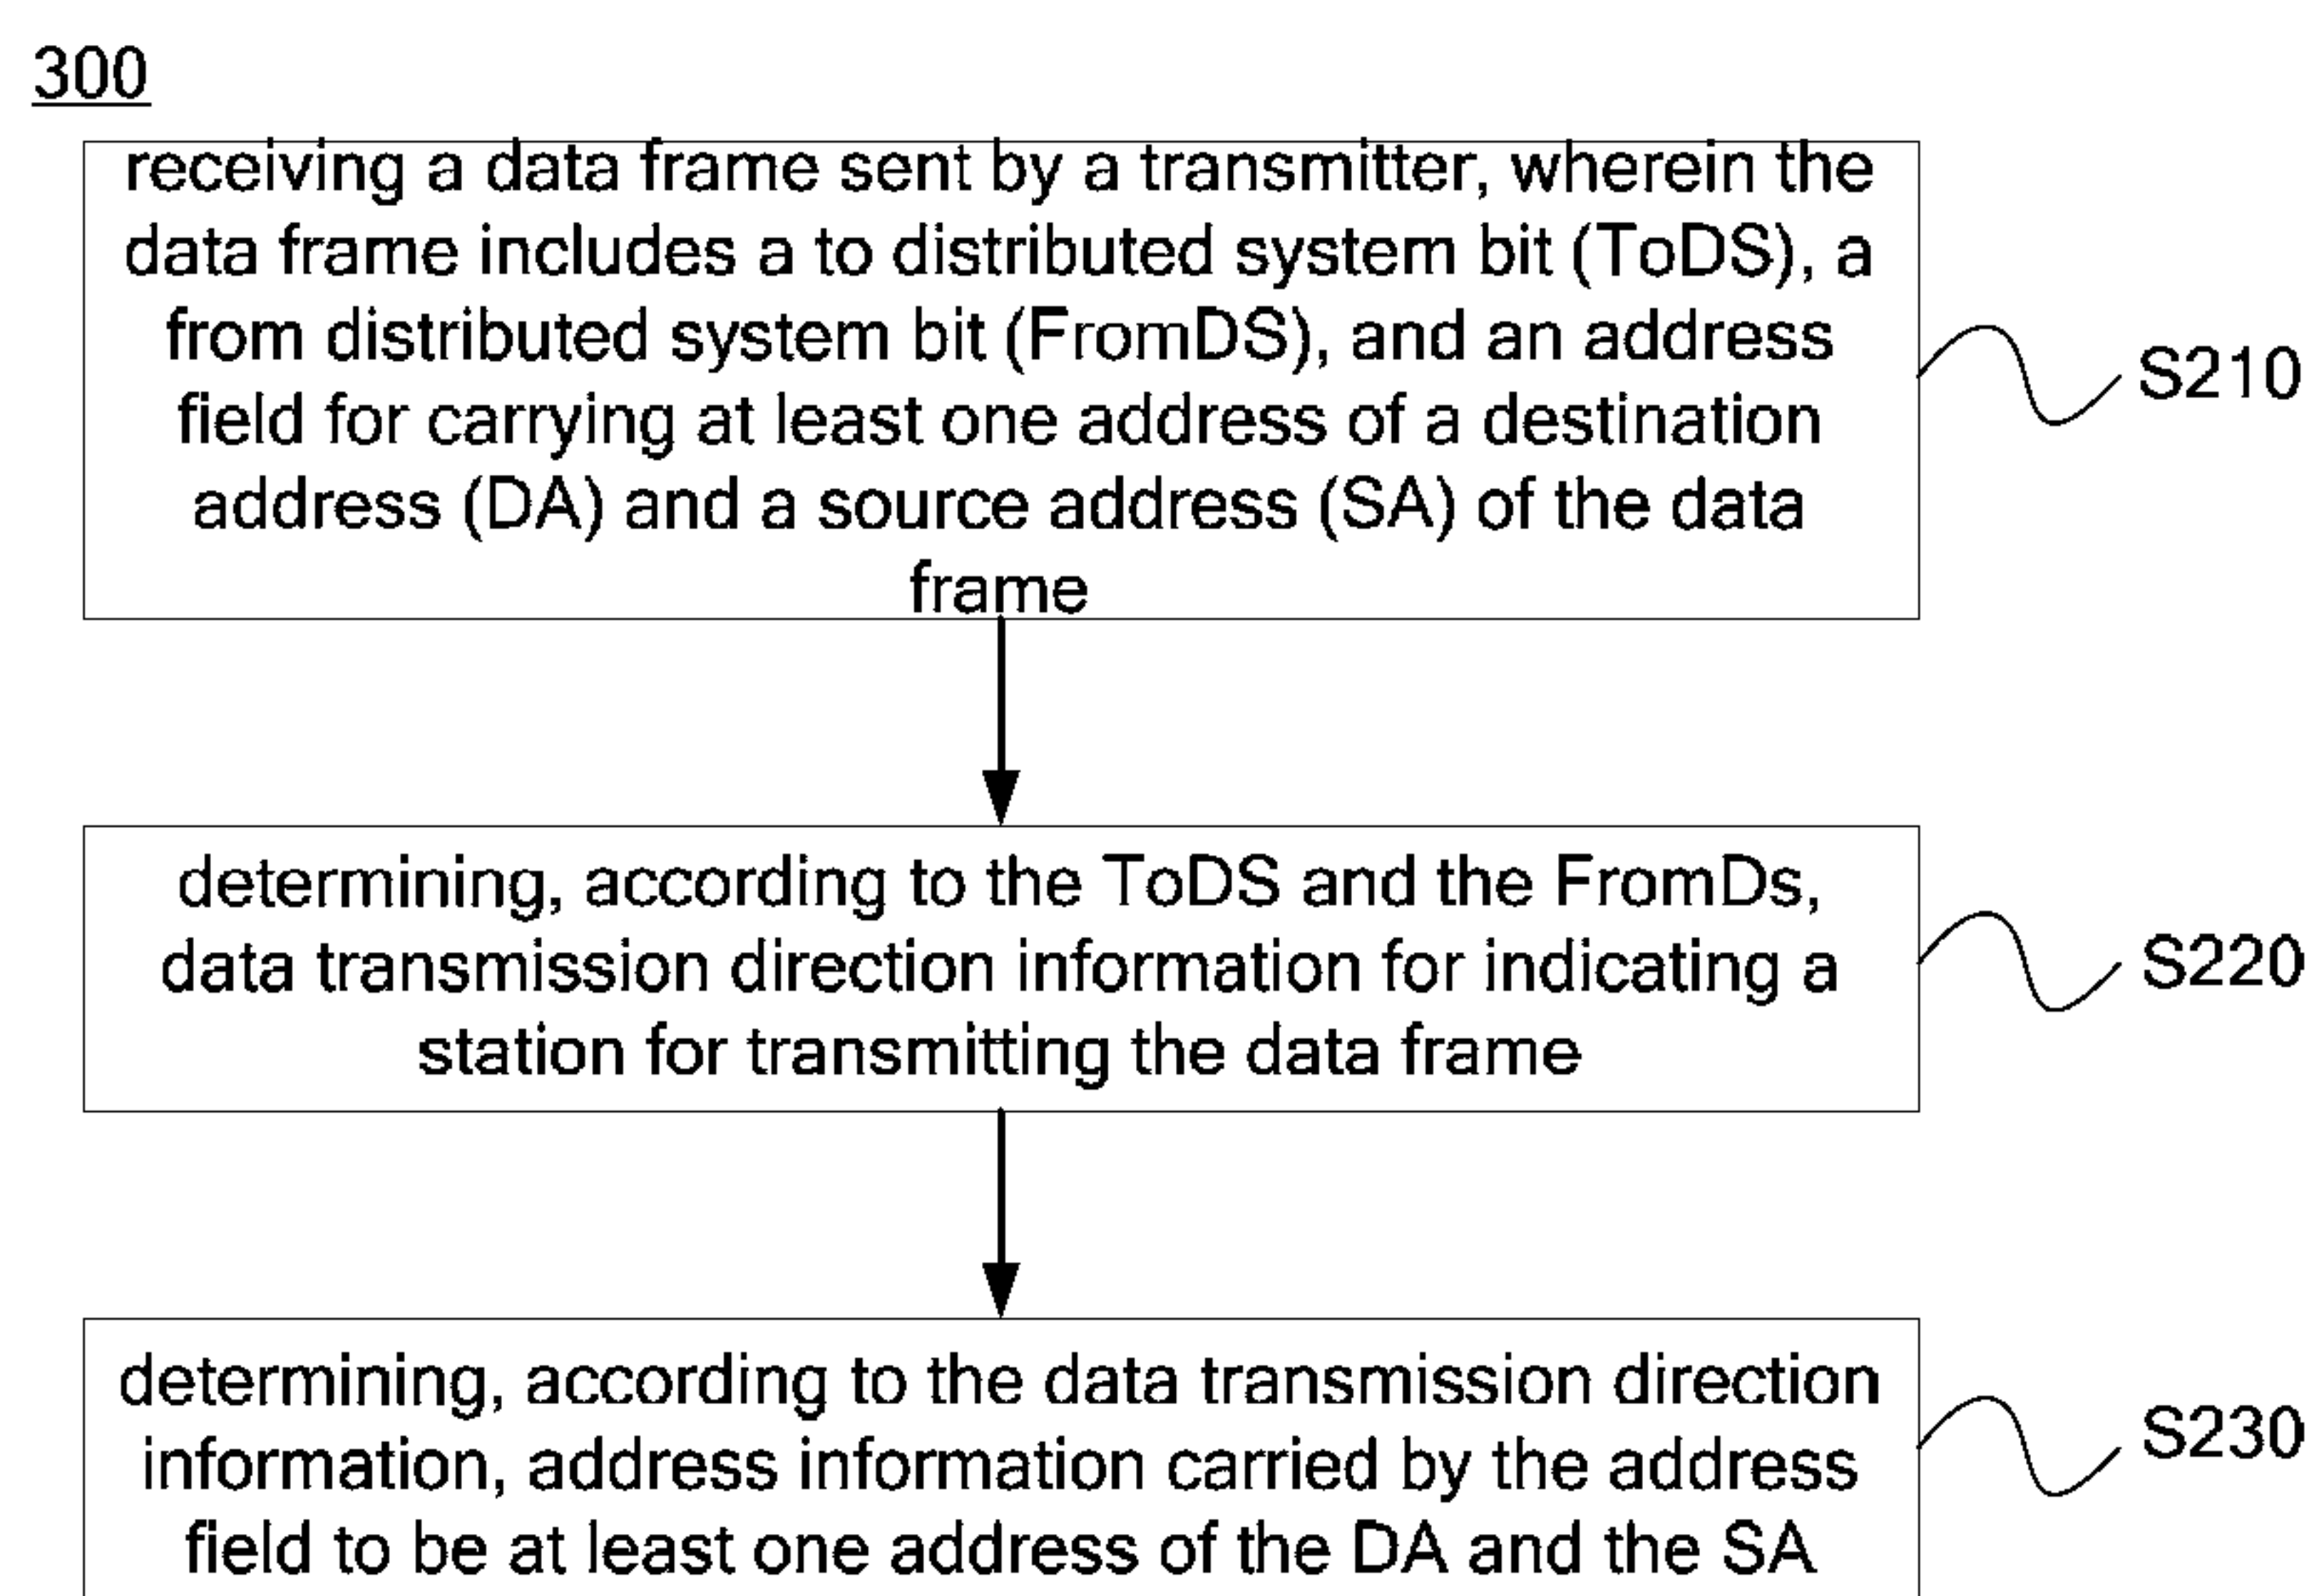 300
receiving a data frame sent by a transmitter, wherein the
data frame includes a to distributed system bit (ToDS), a
from distributed system bit (FromDS), and an address
field for carrying at least one address of a destination
address (DA) and a source address (SA) of the data
frame
S210
determining, according to the ToDS and the FromDs,
data transmission direction information for indicating a
station for transmitting the data frame
S220
determining, according to the data transmission direction
information, address information carried by the address
field to be at least one address of the DA and the SA
S230